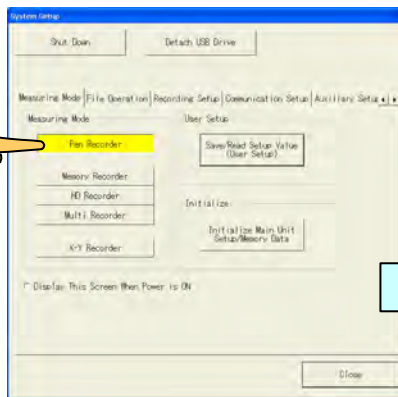 System Setup
Shut Down
Detach USB Drive
Measuring Mode
File Operation
Recording Setup
Communication Setup
Auxiliary Setup
Measuring Mode
User Setup
Pen Recorder
Save/Read Setup Value
(User Setup)
Memory Recorder
HD Recorder
Initialize
Multi Recorder
Initialize Main Unit
Setup/Memory Data
X-Y Recorder
Display This Screen When Power is ON
Close